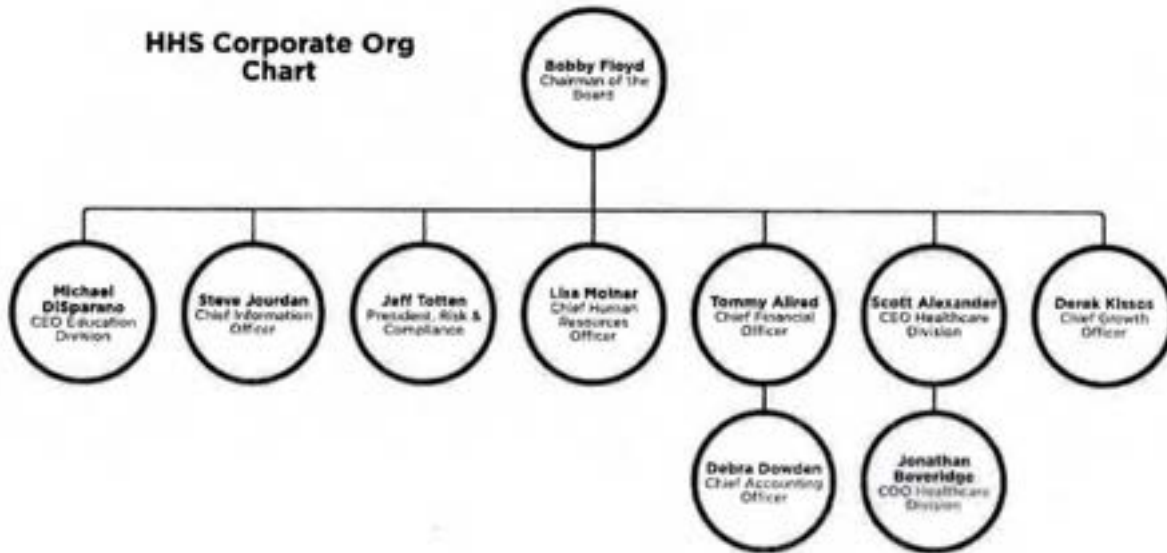 HHS Corporate Org
Chart
Bobby Floyd
Chairman of the
Board
Michael
DiSparano
CEO Education
Division
Steve Jourdan
Chief Information
Officer
Jeff Totten
President, Risk &
Compliance
Lisa Molnar
Chief Human
Resources
Officer
Tommy Allred
Chief Financial
Officer
Scott Alexander
CEO Healthcare
Division
Derek Kissos
Chief Growth
Officer
Debra Dowden
Chief Accounting
Officer
Jonathan
Beveridge
COO Healthcare
Division